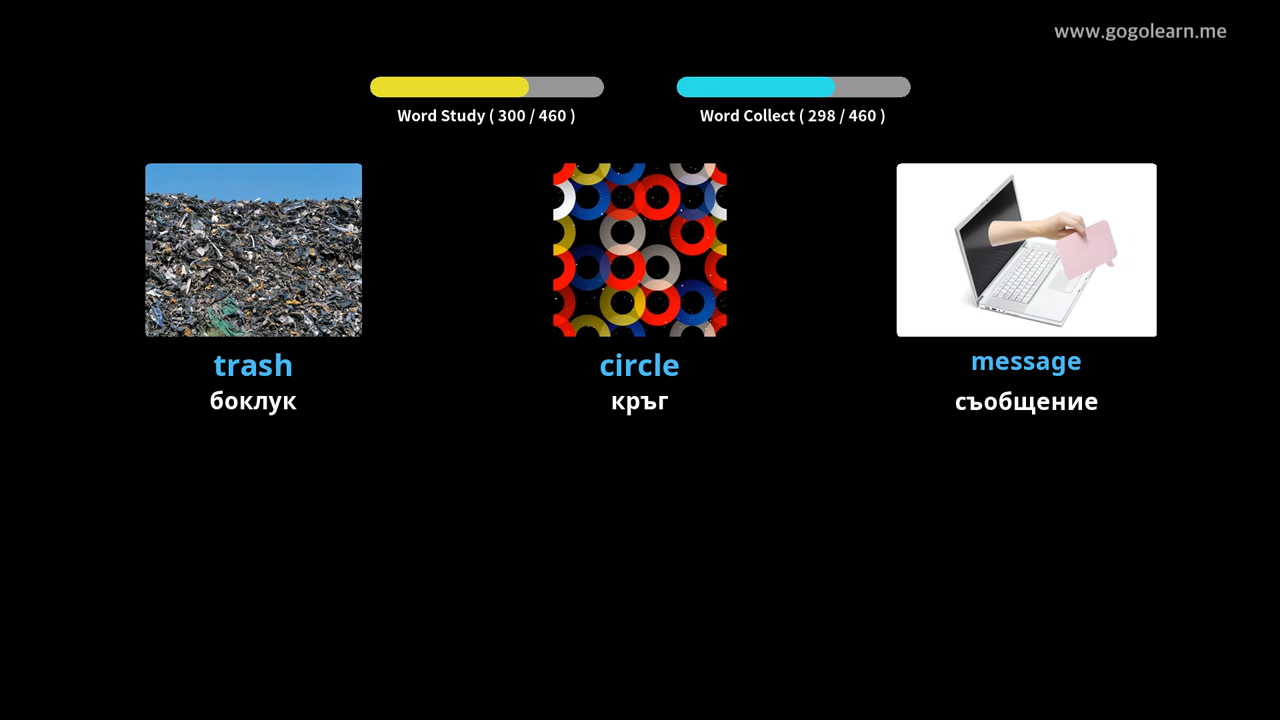 www.gogolearn.me
Word Study ( 300 / 460 )
Word Collect ( 298 / 460 )
trash
боклук
circle
кръг
message
съобщение